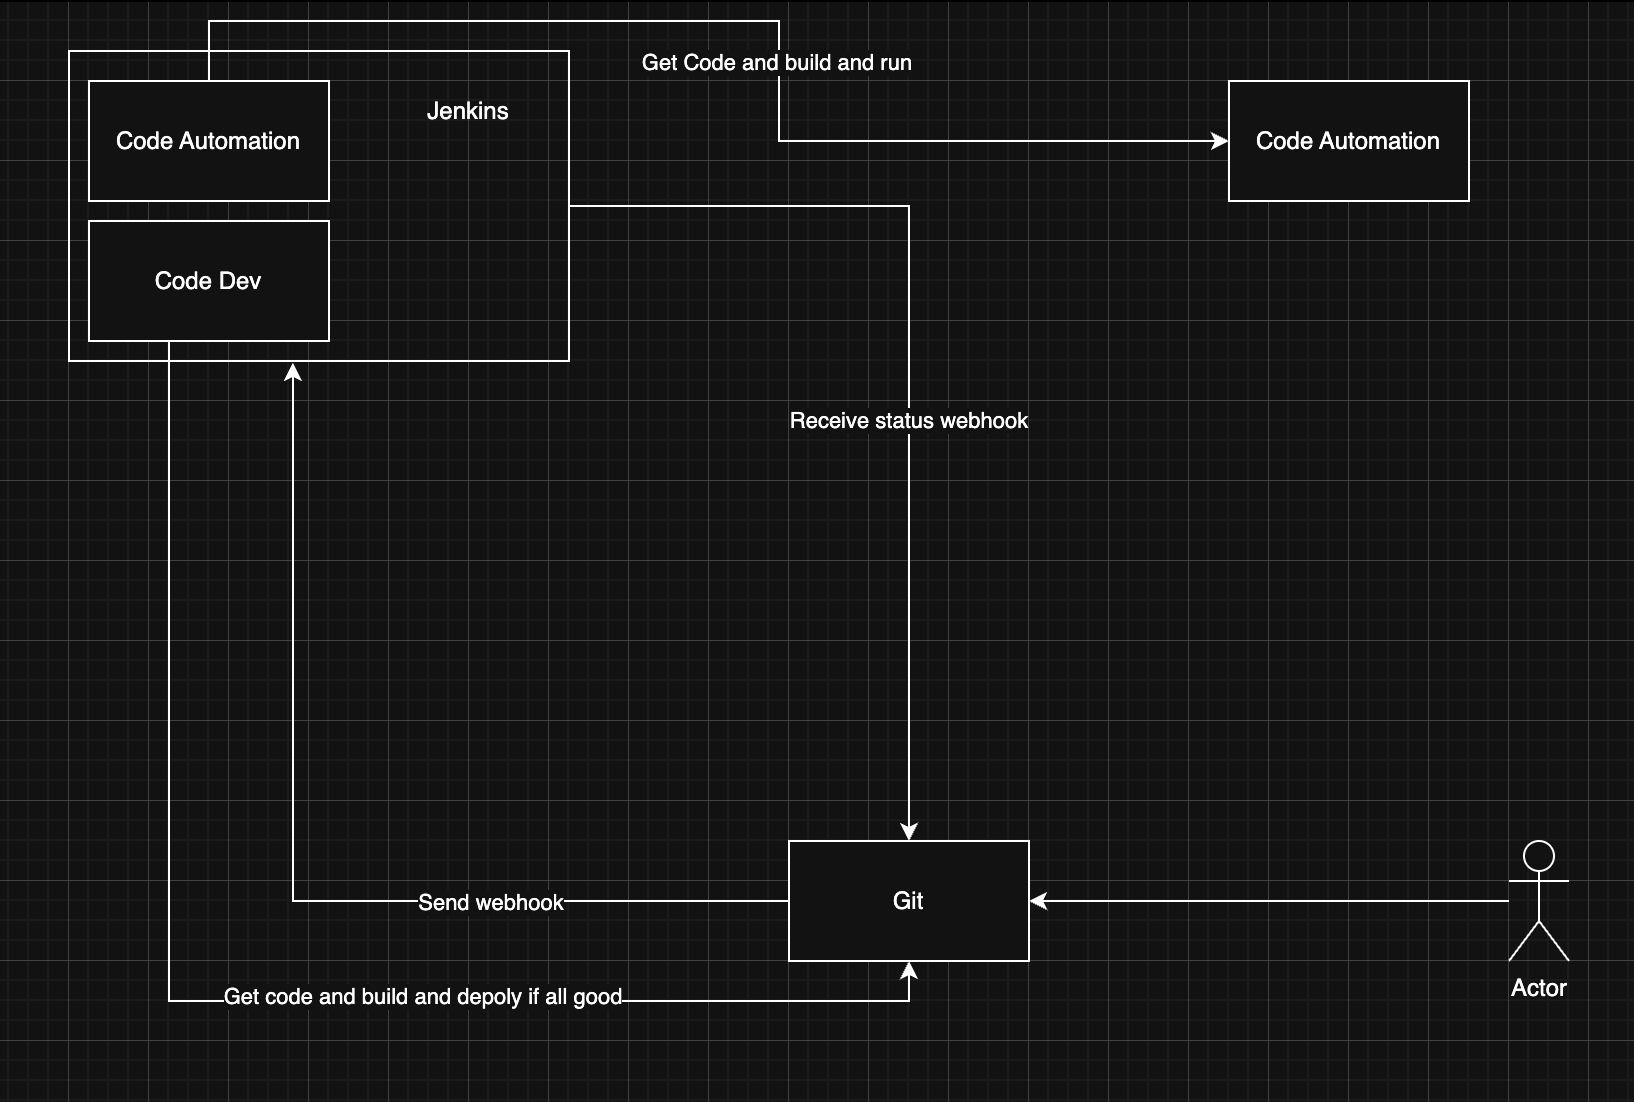 Get Code and build and run
Jenkins
Code Automation
Code Automation
Code Dev
Receive status webhook
Send webhook
Git
Get code and build and depoly if all good
Actor